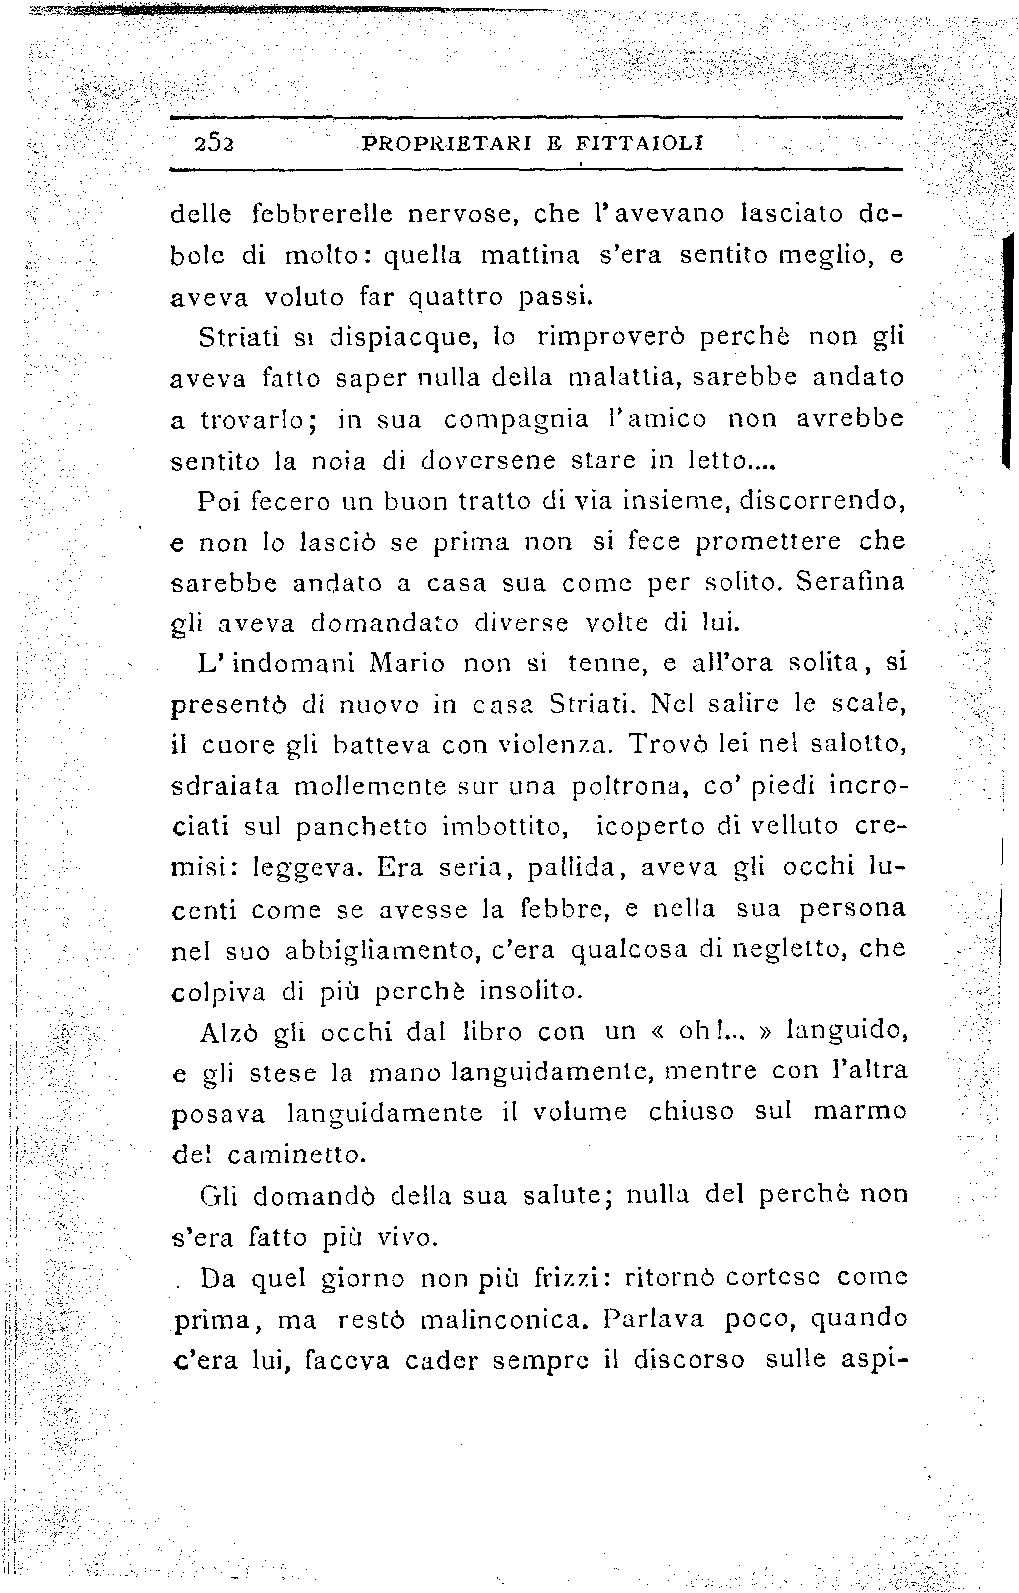 252 PROPRIETARI E FITTAIOLI
delle febbrerelle nervose, che l'avevano lasciato de-
bole di molto: quella mattina s'era sentito meglio, e
aveva voluto far quattro passi.
Striati si dispiacque, lo rimproverò perchè non gli
aveva fatto saper nulla della malattia, sarebbe andato
a trovarlo; in sua compagnia l'amico non avrebbe
sentito la noia di doversene stare in letto....
Poi fecero un buon tratto di via insieme, discorrendo,
e non lo lasciò se prima non si fece promettere che
sarebbe andato a casa sua come per solito. Serafina
gli aveva domandato diverse volte di lui.
L'indomani Mario non si tenne, e all'ora solita, si
presentò di nuovo in casa Striati. Nel salire le scale,
il cuore gli batteva con violenza. Trovò lei nel salotto,
sdraiata mollemente sur una poltrona, co' piedi incro-
ciati sul panchetto imbottito, icoperto di velluto cre-
misi: leggeva. Era seria, pallida, aveva gli occhi lu-
centi come se avesse la febbre, e nella sua persona
nel suo abbigliamento, c'era qualcosa di negletto, che
colpiva di più perchè insolito.
Alzò gli occhi dal libro con un « oh!... » languido,
e gli stese la mano languidamente, mentre con l'altra
posava languidamente il volume chiuso sul marmo
del caminetto.
Gli domandò della sua salute; nulla del perchè non
s'era fatto più vivo.
Da quel giorno non più frizzi: ritornò cortese come
prima, ma restò malinconica. Parlava poco, quando
c'era lui, faceva cader sempre il discorso sulle aspi-